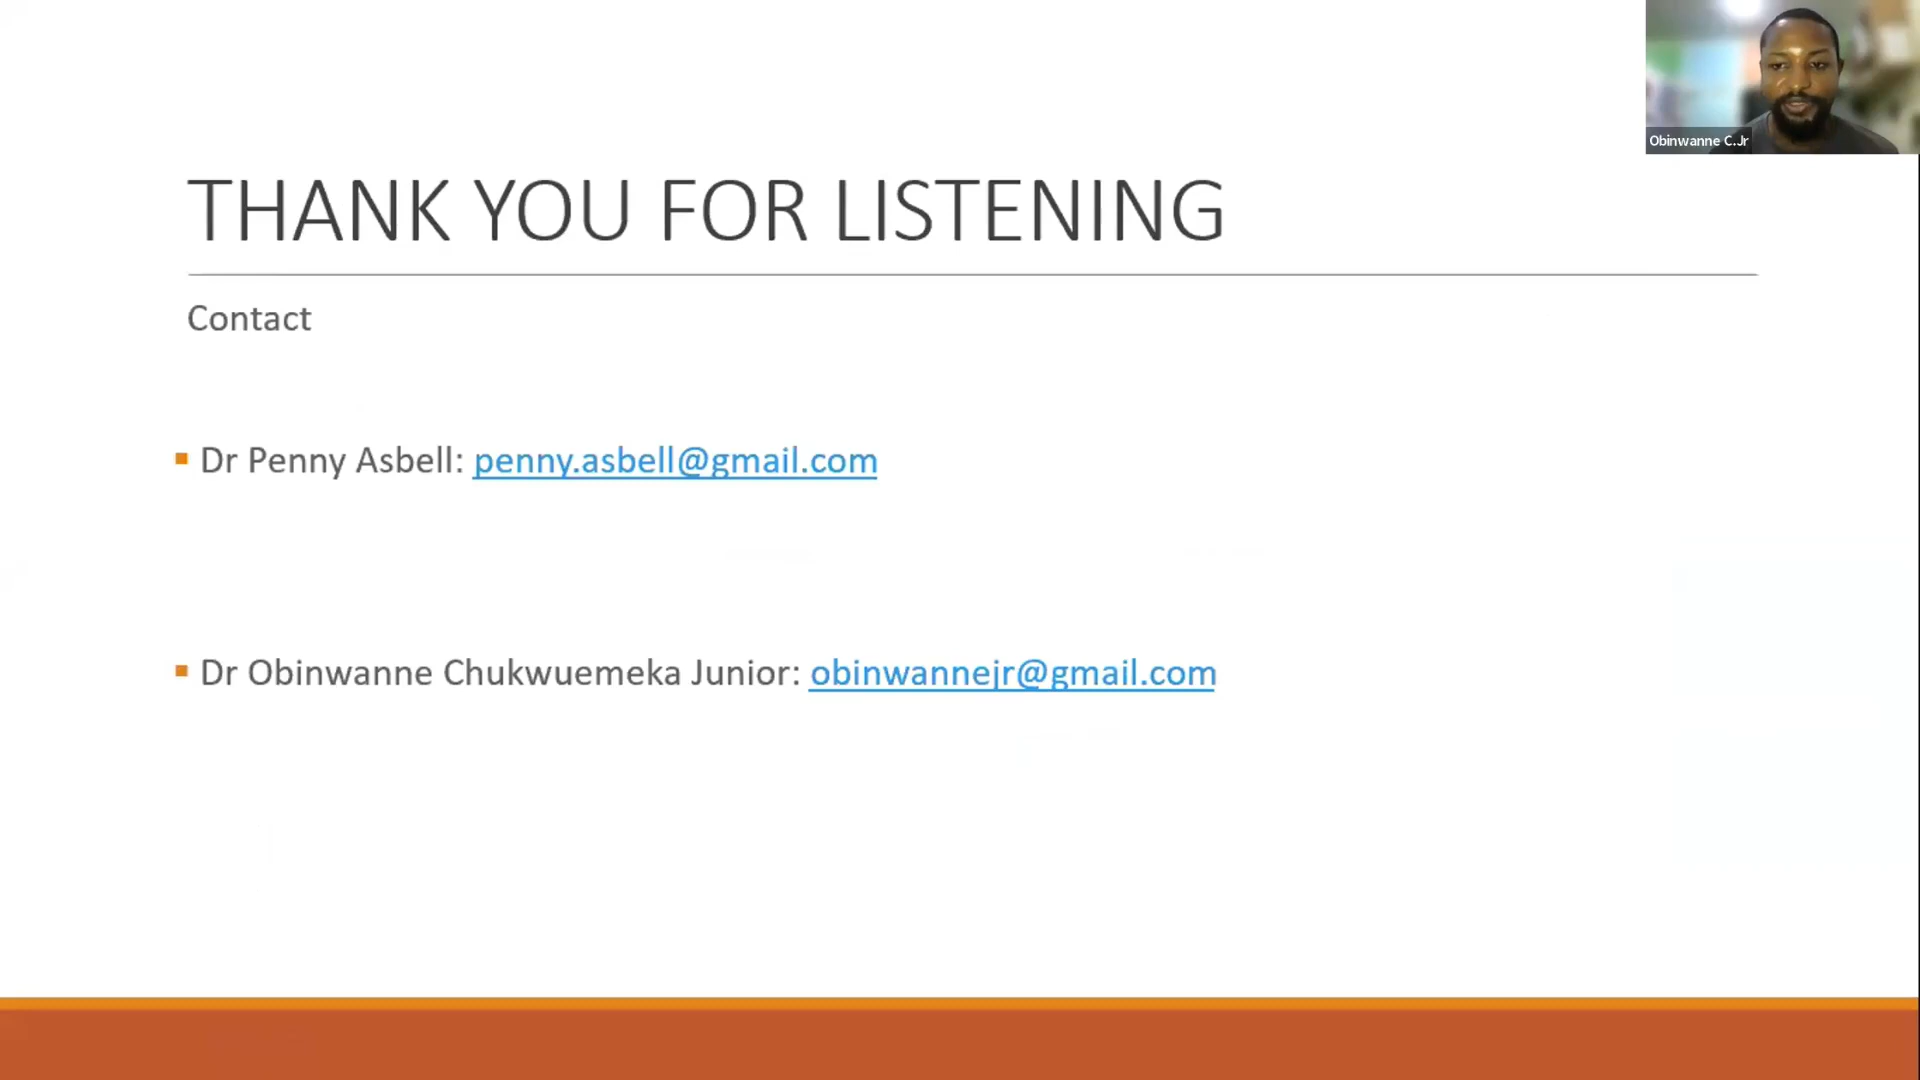 Obinwanne C.Jr
THANK YOU FOR LISTENING
Contact
▪ Dr Penny Asbell: penny.asbell@gmail.com
▪ Dr Obinwanne Chukwuemeka Junior: obinwannejr@gmail.com